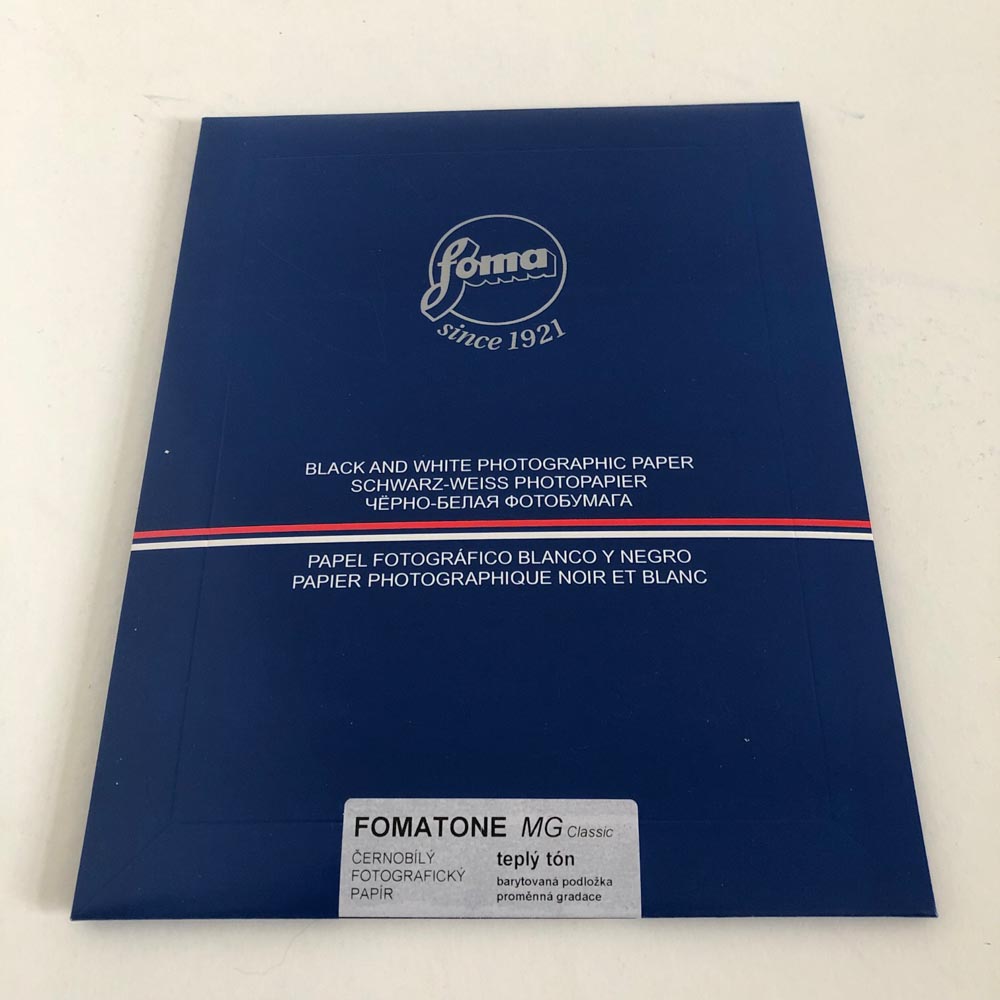 foma
since 1921
BLACK AND WHITE PHOTOGRAPHIC PAPER
SCHWARZ-WEISS PHOTOPAPIER
ЧЁРНО-БЕЛАЯ ФОТОБУМАГА
PAPEL FOTOGRÁFICO BLANCO Y NEGRO
PAPIER PHOTOGRAPHIQUE NOIR ET BLANC
FOMATONE MG Classic
ČERNOBÍLÝ
FOTOGRAFICKÝ
PAPÍR
teplý tón
barytovaná podložka
proměnná gradace